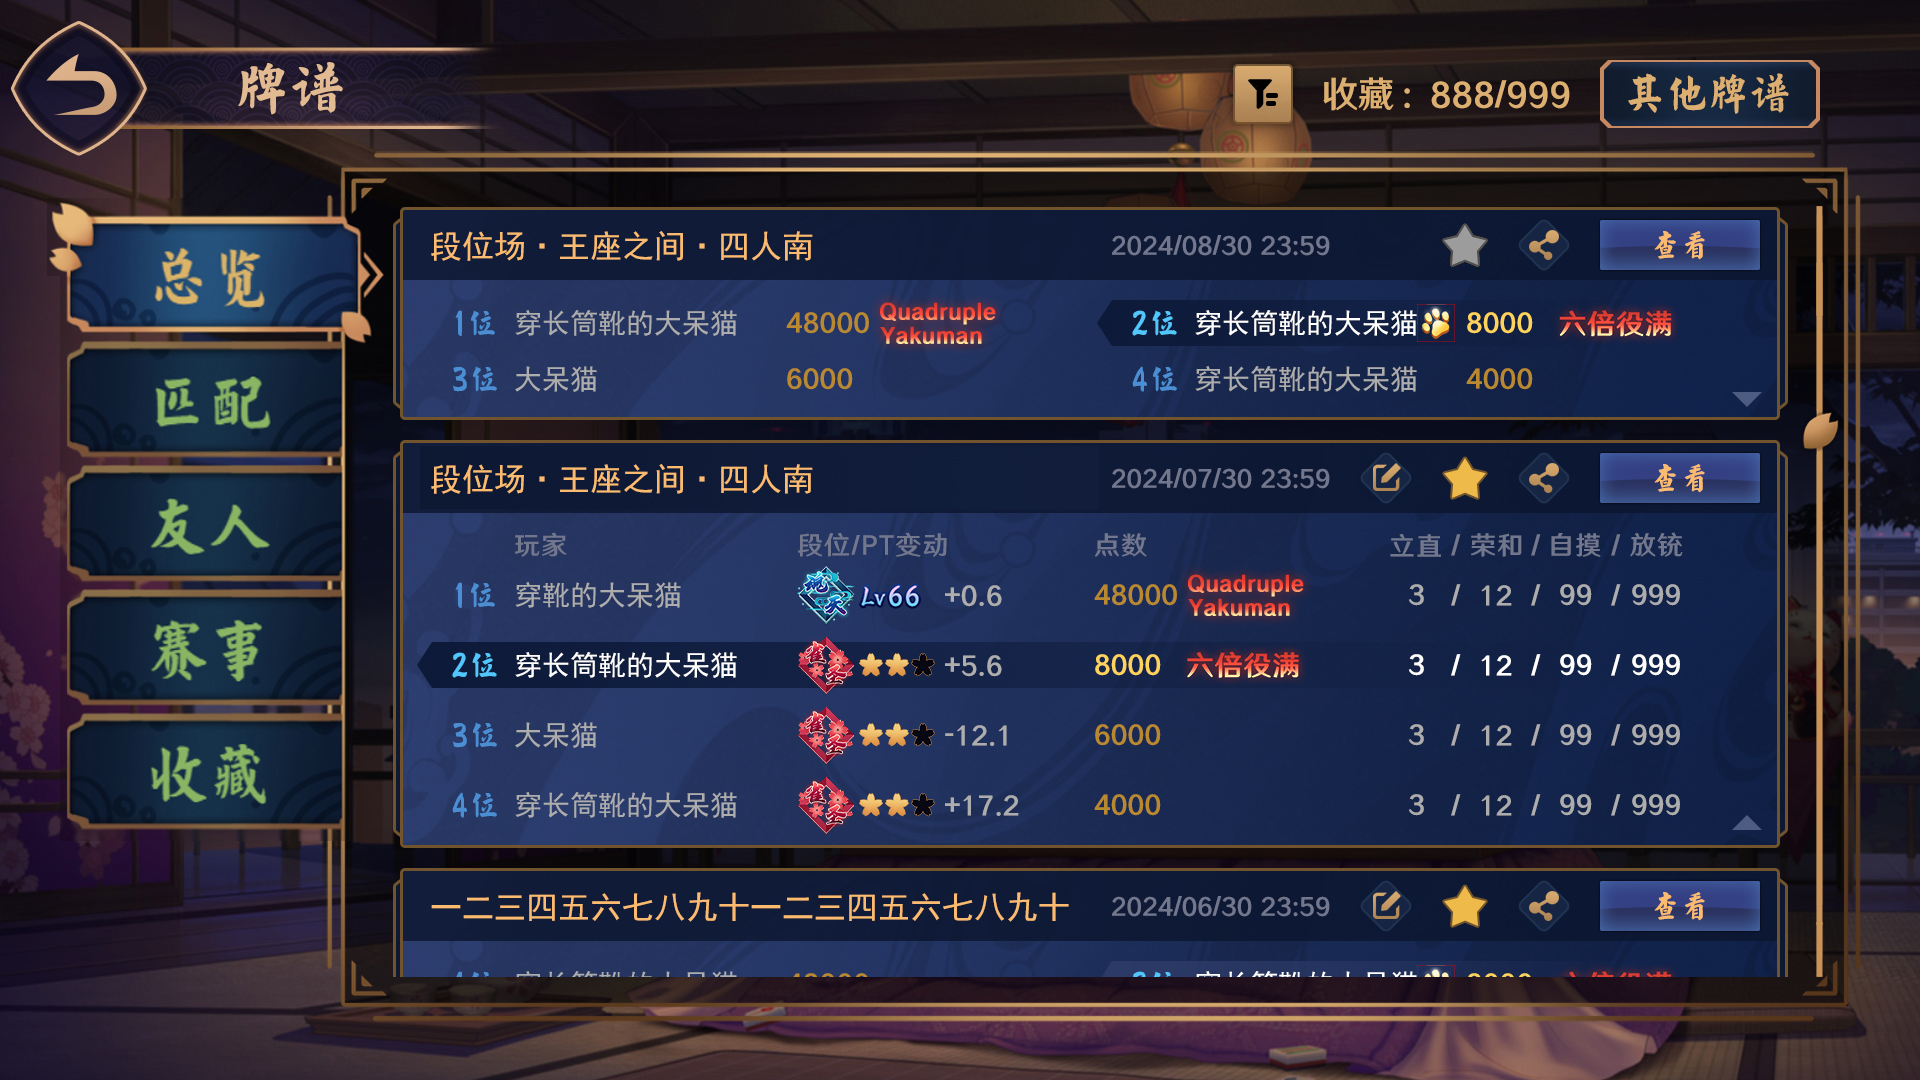 牌谱
收藏：888/999
其他牌谱
总览
匹配
友人
赛事
收藏
段位场·王座之间·四人南 2024/08/30 23:59 查看
1位 穿长筒靴的大呆猫 48000 Quadruple Yakuman
2位 穿长筒靴的大呆猫 8000 六倍役满
3位 大呆猫 6000
4位 穿长筒靴的大呆猫 4000
段位场·王座之间·四人南 2024/07/30 23:59 查看
玩家 段位/PT变动 点数 立直 / 荣和 / 自摸 / 放铳
1位 穿靴的大呆猫 魂天 Lv66 +0.6 48000 Quadruple Yakuman 3 / 12 / 99 / 999
2位 穿长筒靴的大呆猫 雀圣 +5.6 8000 六倍役满 3 / 12 / 99 / 999
3位 大呆猫 雀圣 -12.1 6000 3 / 12 / 99 / 999
4位 穿长筒靴的大呆猫 雀圣 +17.2 4000 3 / 12 / 99 / 999
一二三四五六七八九十一二三四五六七八九十 2024/06/30 23:59 查看